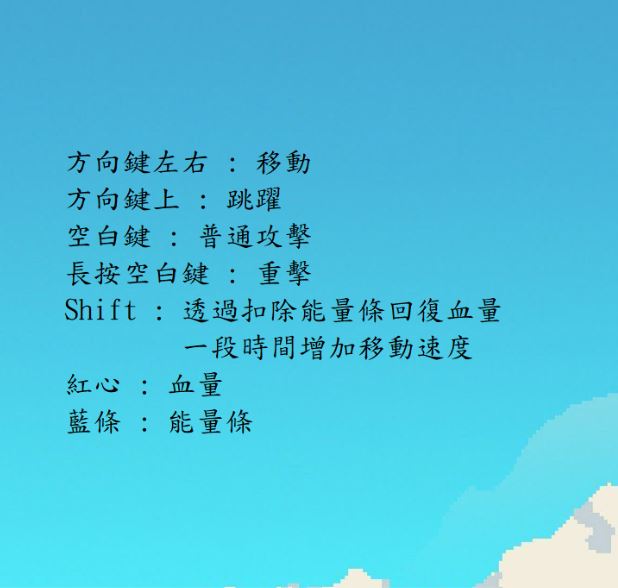 方向鍵左右 : 移動
方向鍵上 : 跳躍
空白鍵 : 普通攻擊
長按空白鍵 : 重擊
Shift : 透過扣除能量條回復血量
一段時間增加移動速度
紅心 : 血量
藍條 : 能量條